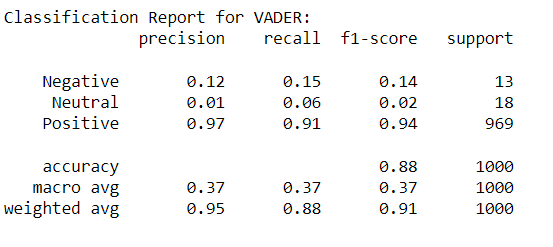 Classification Report for VADER:
precision recall f1-score support
Negative 0.12 0.15 0.14 13
Neutral 0.01 0.06 0.02 18
Positive 0.97 0.91 0.94 969
accuracy 0.88 1000
macro avg 0.37 0.37 0.37 1000
weighted avg 0.95 0.88 0.91 1000